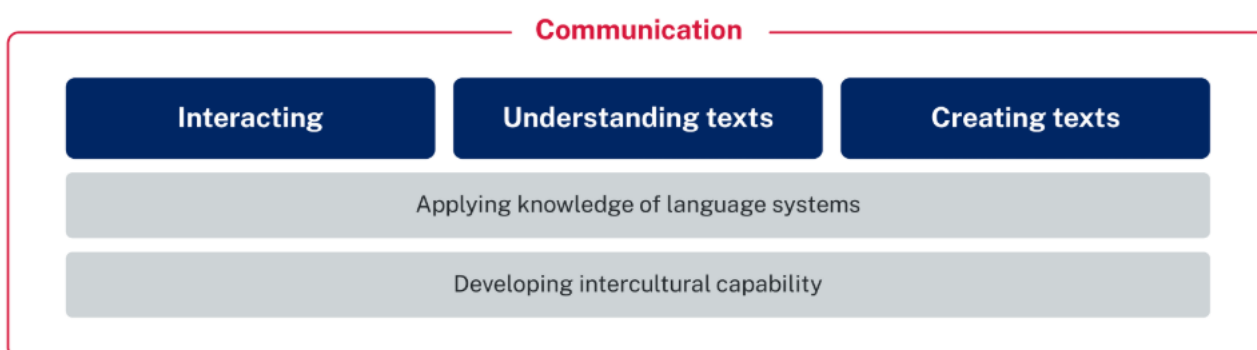 Communication
Interacting
Understanding texts
Creating texts
Applying knowledge of language systems
Developing intercultural capability